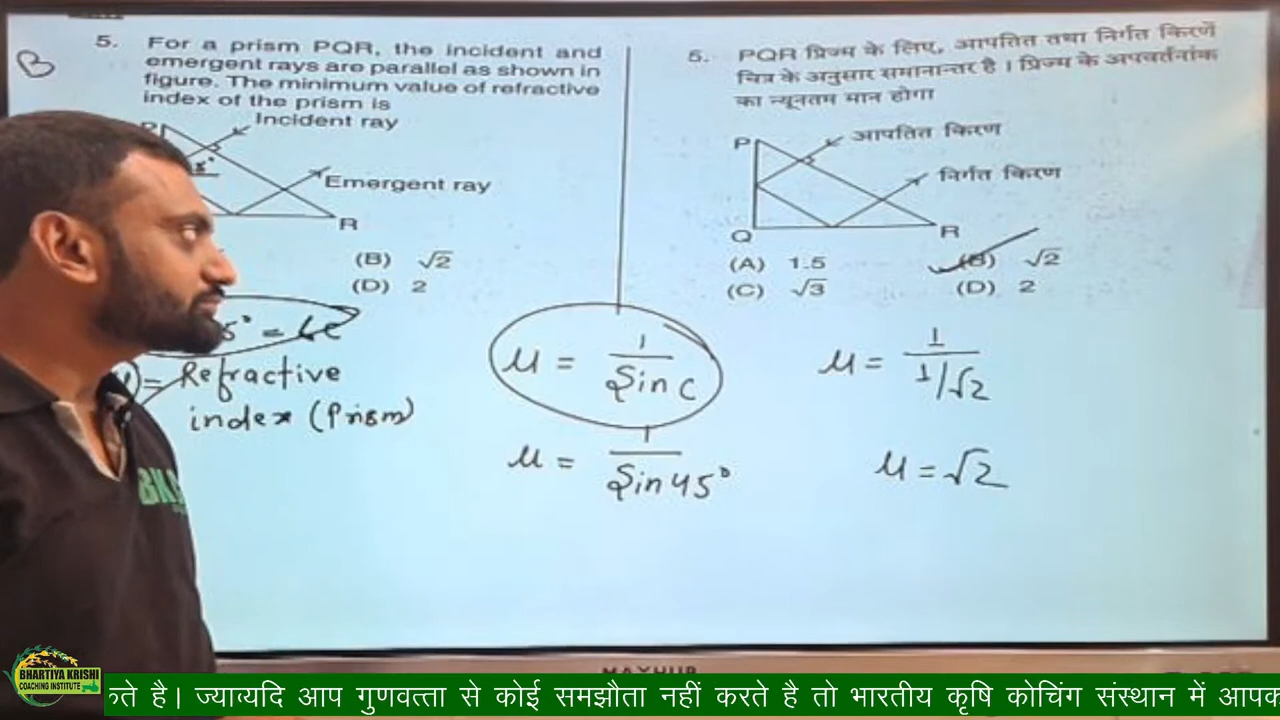 B
5. For a prism PQR, the incident and
emergent rays are parallel as shown in
figure. The minimum value of refractive
index of the prism is
Incident ray
Emergent ray
R
(B) √2
(D) 2
5. PQR प्रिज्म के लिए, आपतित तथा निर्गत किरणें
चित्र के अनुसार समानान्तर है । प्रिज्म के अपवर्तनांक
का न्यूनतम मान होगा
P
आपतित किरण
निर्गत किरण
Q
R
(A) 1.5 (B) √2
(C) √3 (D) 2
5° = ∠c
= Refractive
index (Prism)
μ = 1/Sin C
μ = 1/Sin 45°
μ = 1/1/√2
μ = √2
BHARTIYA KRISHI
COACHING INSTITUTE
है। ज्याय्यदि आप गुणवत्ता से कोई समझौता नहीं करते है तो भारतीय कृषि कोचिंग संस्थान में